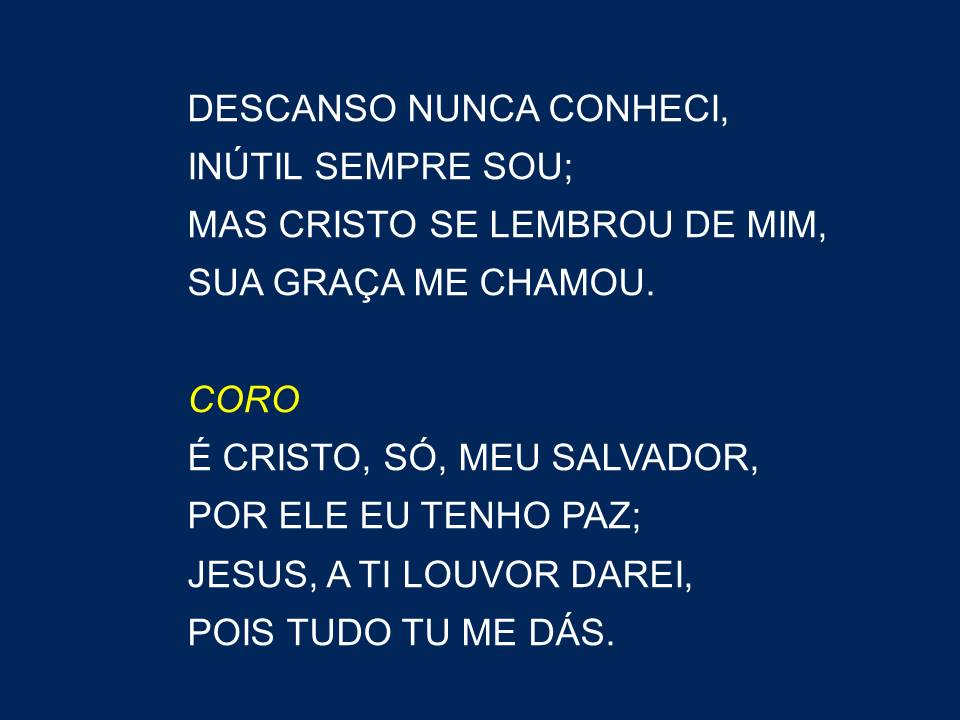 DESCANSO NUNCA CONHECI,
INÚTIL SEMPRE SOU;
MAS CRISTO SE LEMBROU DE MIM,
SUA GRAÇA ME CHAMOU.
CORO
É CRISTO, SÓ, MEU SALVADOR,
POR ELE EU TENHO PAZ;
JESUS, A TI LOUVOR DAREI,
POIS TUDO TU ME DÁS.